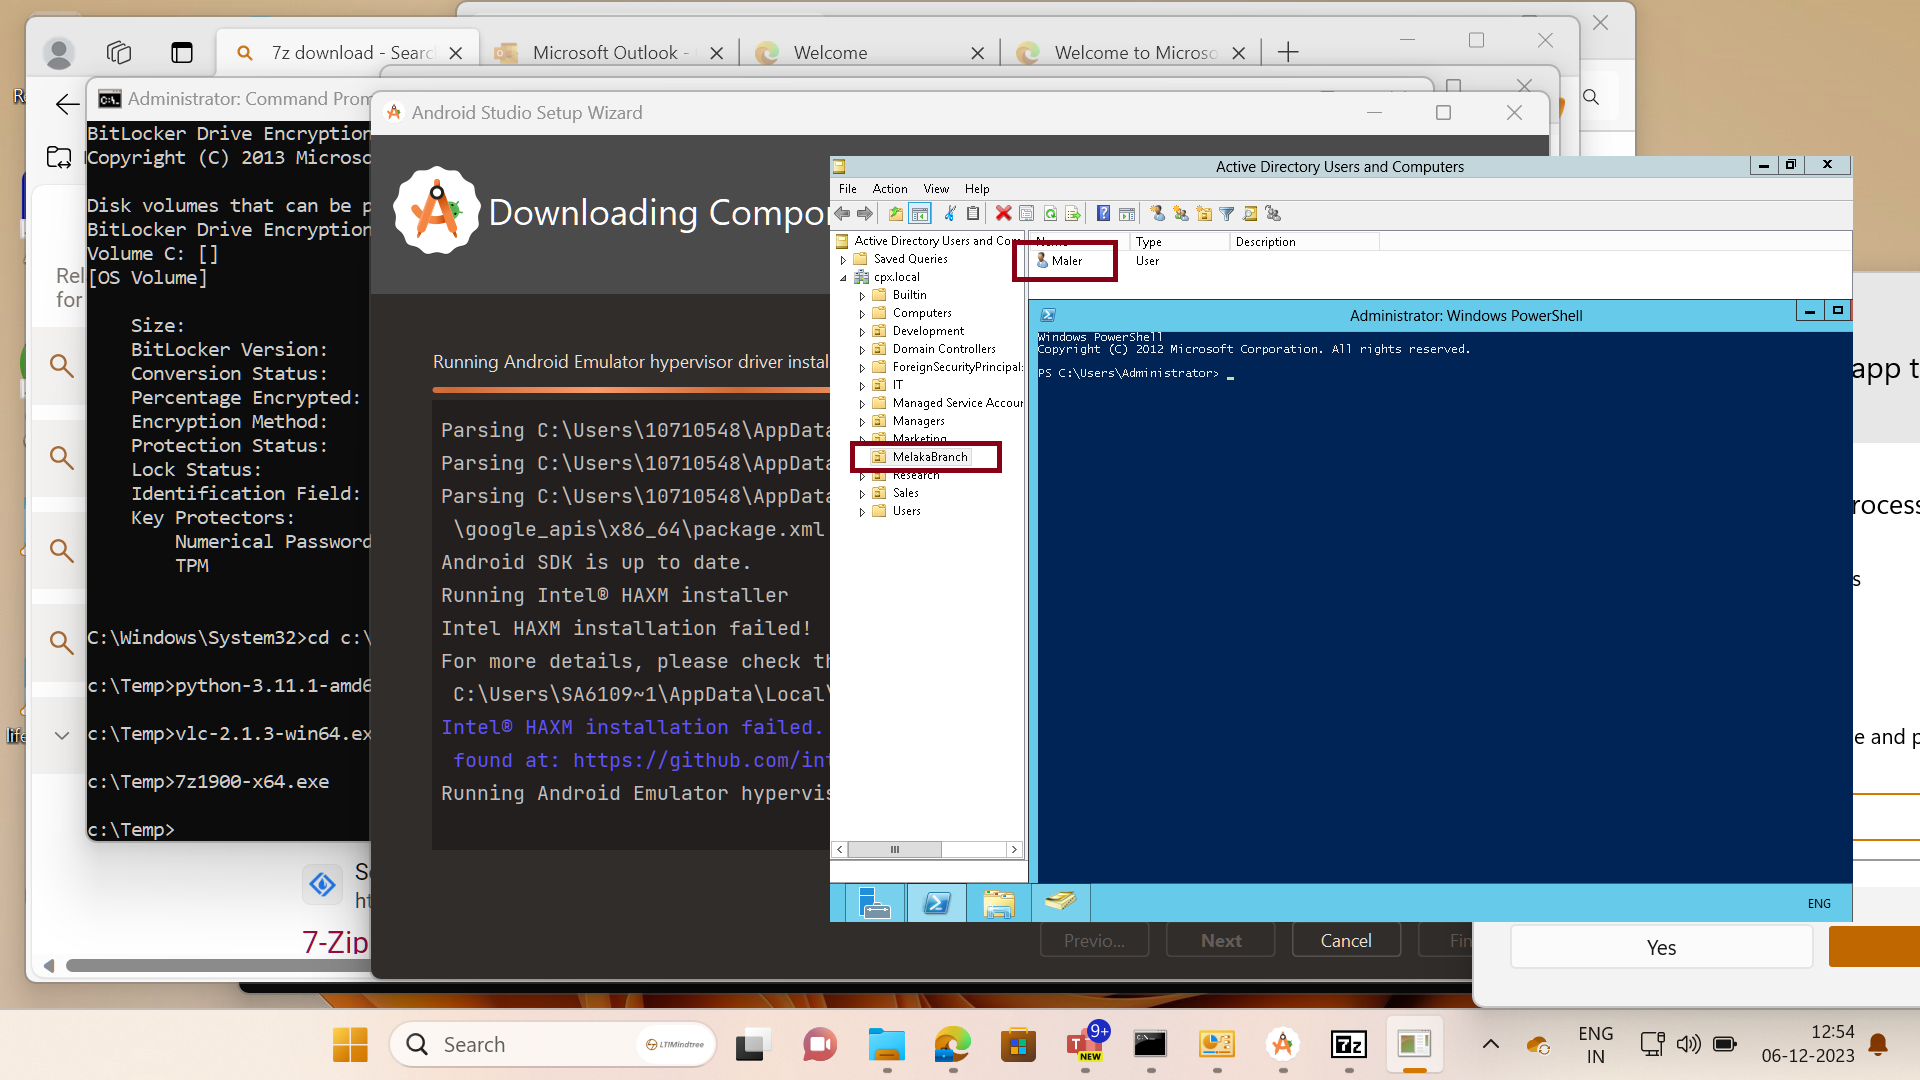 7z download - Searc
Microsoft Outlook -
Welcome
Welcome to Microso
Administrator: Command Prom
BitLocker Drive Encryption
Copyright (C) 2013 Microso
Disk volumes that can be p
BitLocker Drive Encryption
Volume C: []
[OS Volume]
Size:
BitLocker Version:
Conversion Status:
Percentage Encrypted:
Encryption Method:
Protection Status:
Lock Status:
Identification Field:
Key Protectors:
Numerical Password
TPM
C:\Windows\System32>cd c:\
c:\Temp>python-3.11.1-amd6
c:\Temp>vlc-2.1.3-win64.ex
c:\Temp>7z1900-x64.exe
c:\Temp>
Rel
for
life
7-Zip
Android Studio Setup Wizard
Downloading Compor
Running Android Emulator hypervisor driver instal
Parsing C:\Users\10710548\AppData
Parsing C:\Users\10710548\AppData
Parsing C:\Users\10710548\AppData
\google_apis\x86_64\package.xml
Android SDK is up to date.
Running Intel® HAXM installer
Intel HAXM installation failed!
For more details, please check th
C:\Users\SA6109~1\AppData\Local\
Intel® HAXM installation failed.
found at: https://github.com/int
Running Android Emulator hypervis
Previo...
Next
Cancel
Fin
Active Directory Users and Computers
File Action View Help
Active Directory Users and Com
Saved Queries
cpx.local
Builtin
Computers
Development
Domain Controllers
ForeignSecurityPrincipal:
IT
Managed Service Accour
Managers
Marketing
MelakaBranch
Research
Sales
Users
Name Type Description
Maler User
Administrator: Windows PowerShell
Windows PowerShell
Copyright (C) 2012 Microsoft Corporation. All rights reserved.
PS C:\Users\Administrator> _
ENG
app t
rocess
s
e and p
Yes
Search
LTIMindtree
9+
NEW
7z
ENG
IN
12:54
06-12-2023